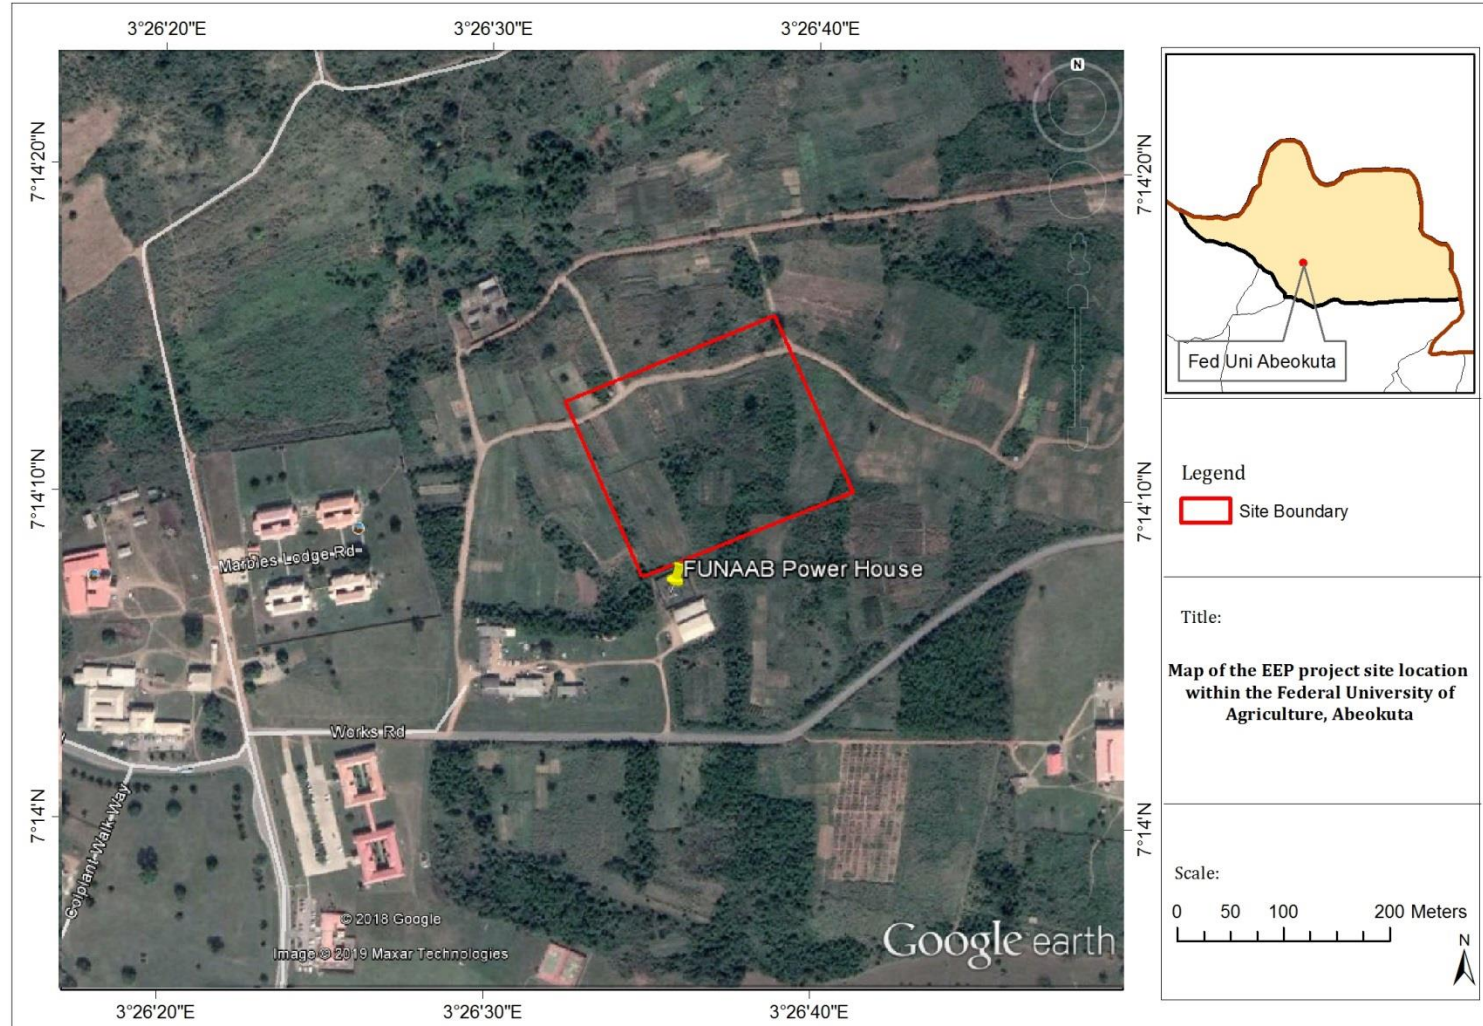 3°26'20"E
3°26'30"E
3°26'40"E
N
7°14'20"N
7°14'20"N
7°14'10"N
7°14'10"N
7°14'N
7°14'N
Marbles Lodge Rd
FUNAAB Power House
Works Rd
Colplant Walk Way
© 2018 Google
Image © 2019 Maxar Technologies
Google earth
3°26'20"E
3°26'30"E
3°26'40"E
Fed Uni Abeokuta
Legend
Site Boundary
Title:
Map of the EEP project site location
within the Federal University of
Agriculture, Abeokuta
Scale:
0 50 100 200 Meters
N